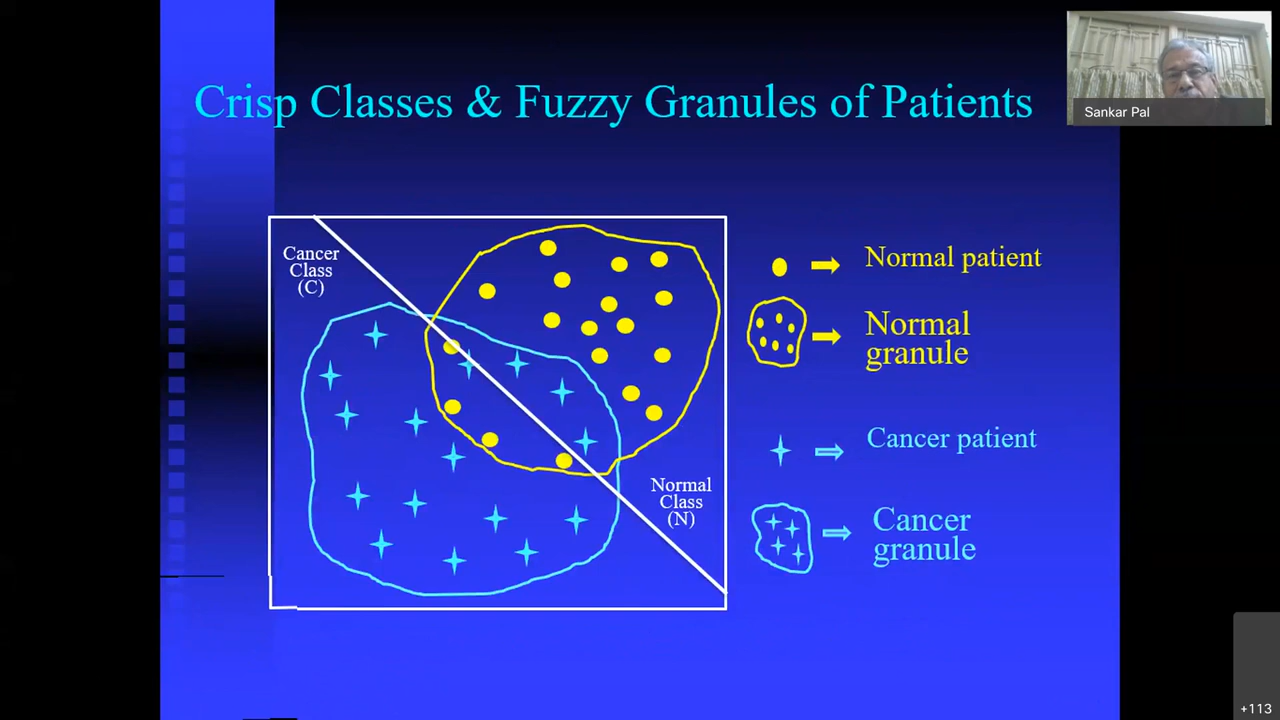 Crisp Classes & Fuzzy Granules of Patients
Sankar Pal
Cancer
Class
(C)
Normal
Class
(N)
Normal patient
Normal
granule
Cancer patient
Cancer
granule
+113